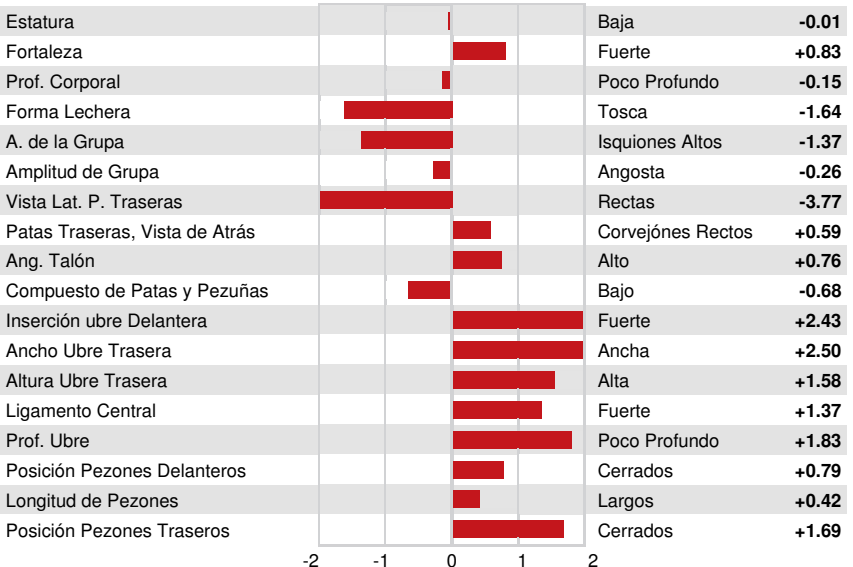 Estatura Baja -0.01
Fortaleza Fuerte +0.83
Prof. Corporal Poco Profundo -0.15
Forma Lechera Tosca -1.64
A. de la Grupa Isquiones Altos -1.37
Amplitud de Grupa Angosta -0.26
Vista Lat. P. Traseras Rectas -3.77
Patas Traseras, Vista de Atrás Corvejónes Rectos +0.59
Ang. Talón Alto +0.76
Compuesto de Patas y Pezuñas Bajo -0.68
Inserción ubre Delantera Fuerte +2.43
Ancho Ubre Trasera Ancha +2.50
Altura Ubre Trasera Alta +1.58
Ligamento Central Fuerte +1.37
Prof. Ubre Poco Profundo +1.83
Posición Pezones Delanteros Cerrados +0.79
Longitud de Pezones Largos +0.42
Posición Pezones Traseros Cerrados +1.69
-2 -1 0 1 2